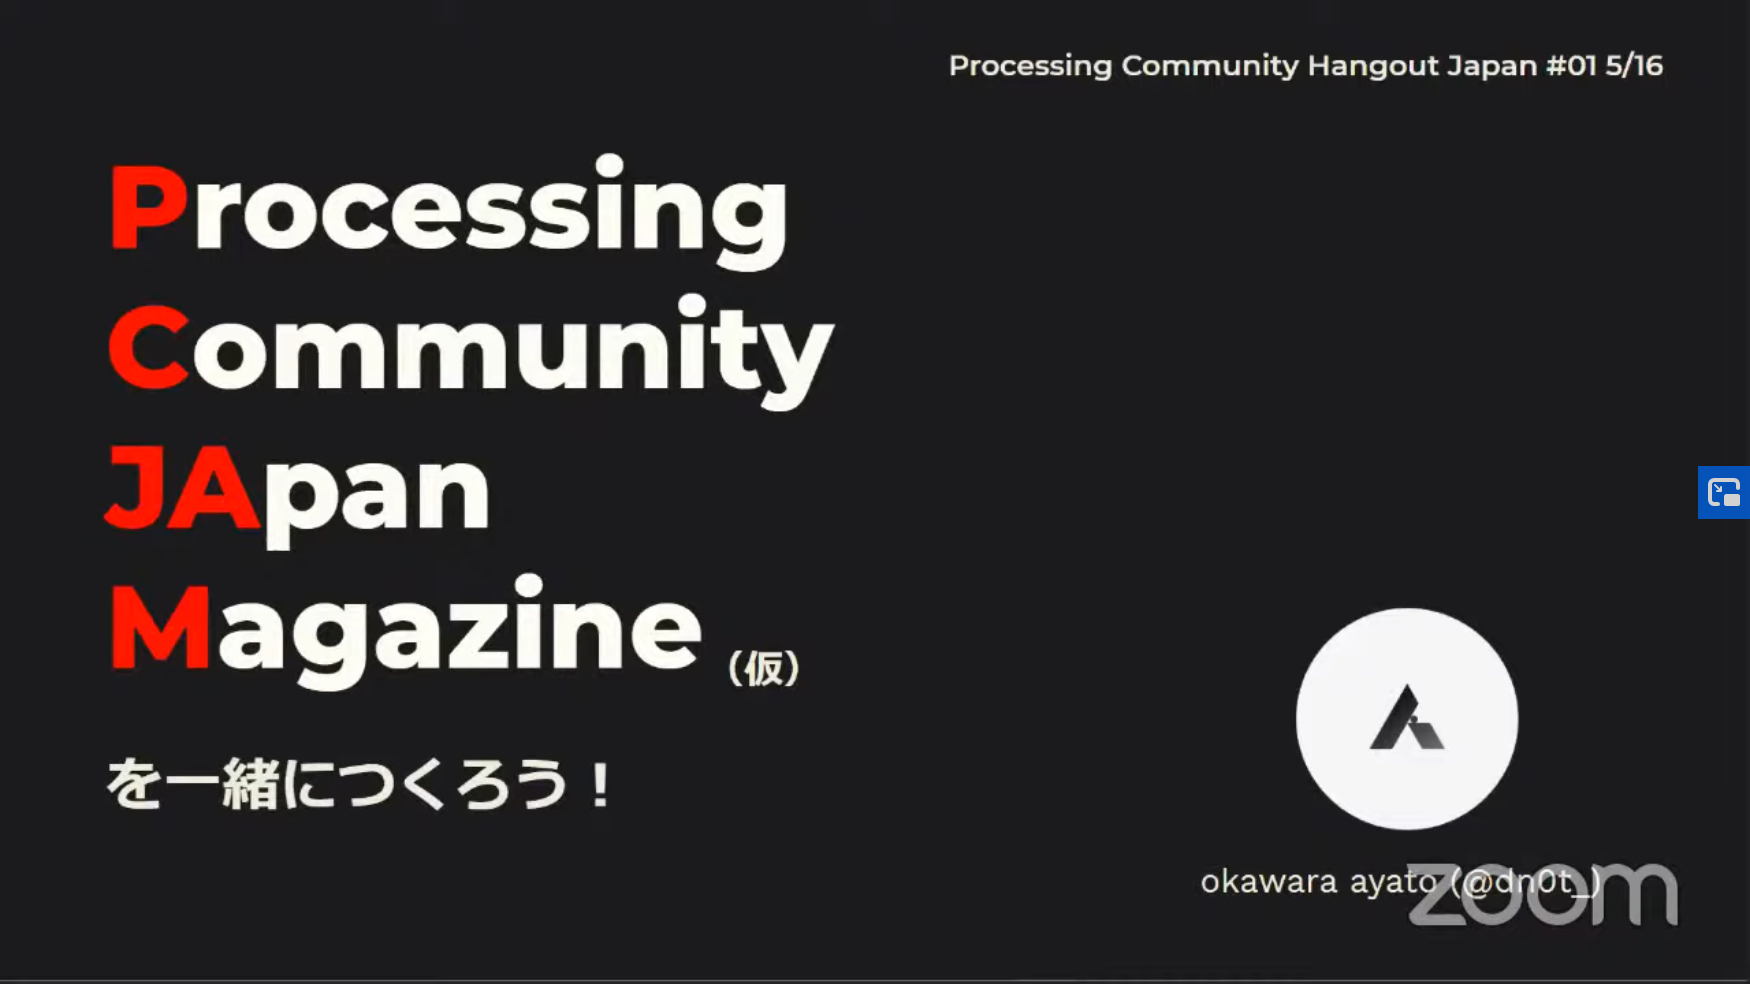 Processing Community Hangout Japan #01 5/16
Processing
Community
JApan
Magazine (仮)
を一緒につくろう！
okawara ayato (@dn0t_)
zoom